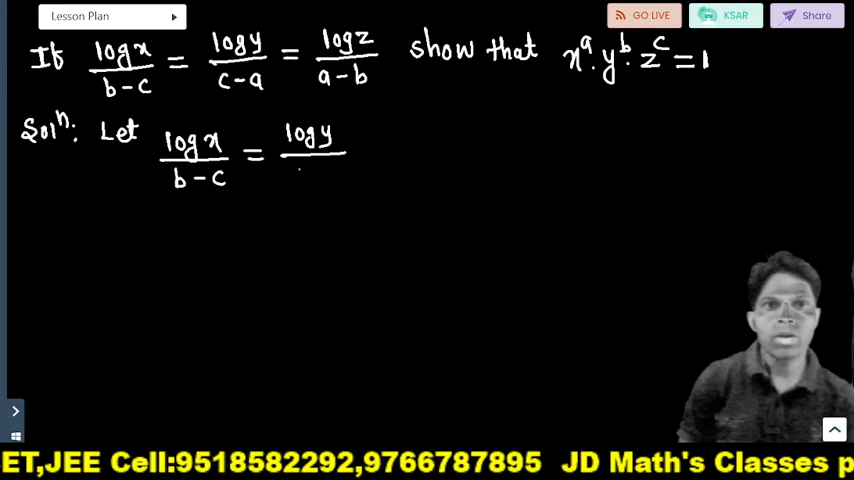 Lesson Plan
GO LIVE
KSAR
Share
If log x / b-c = log y / c-a = log z / a-b show that x^a . y^b . z^c = 1
Solⁿ: Let log x / b-c = log y /
ET,JEE Cell:9518582292,9766787895 JD Math's Classes p